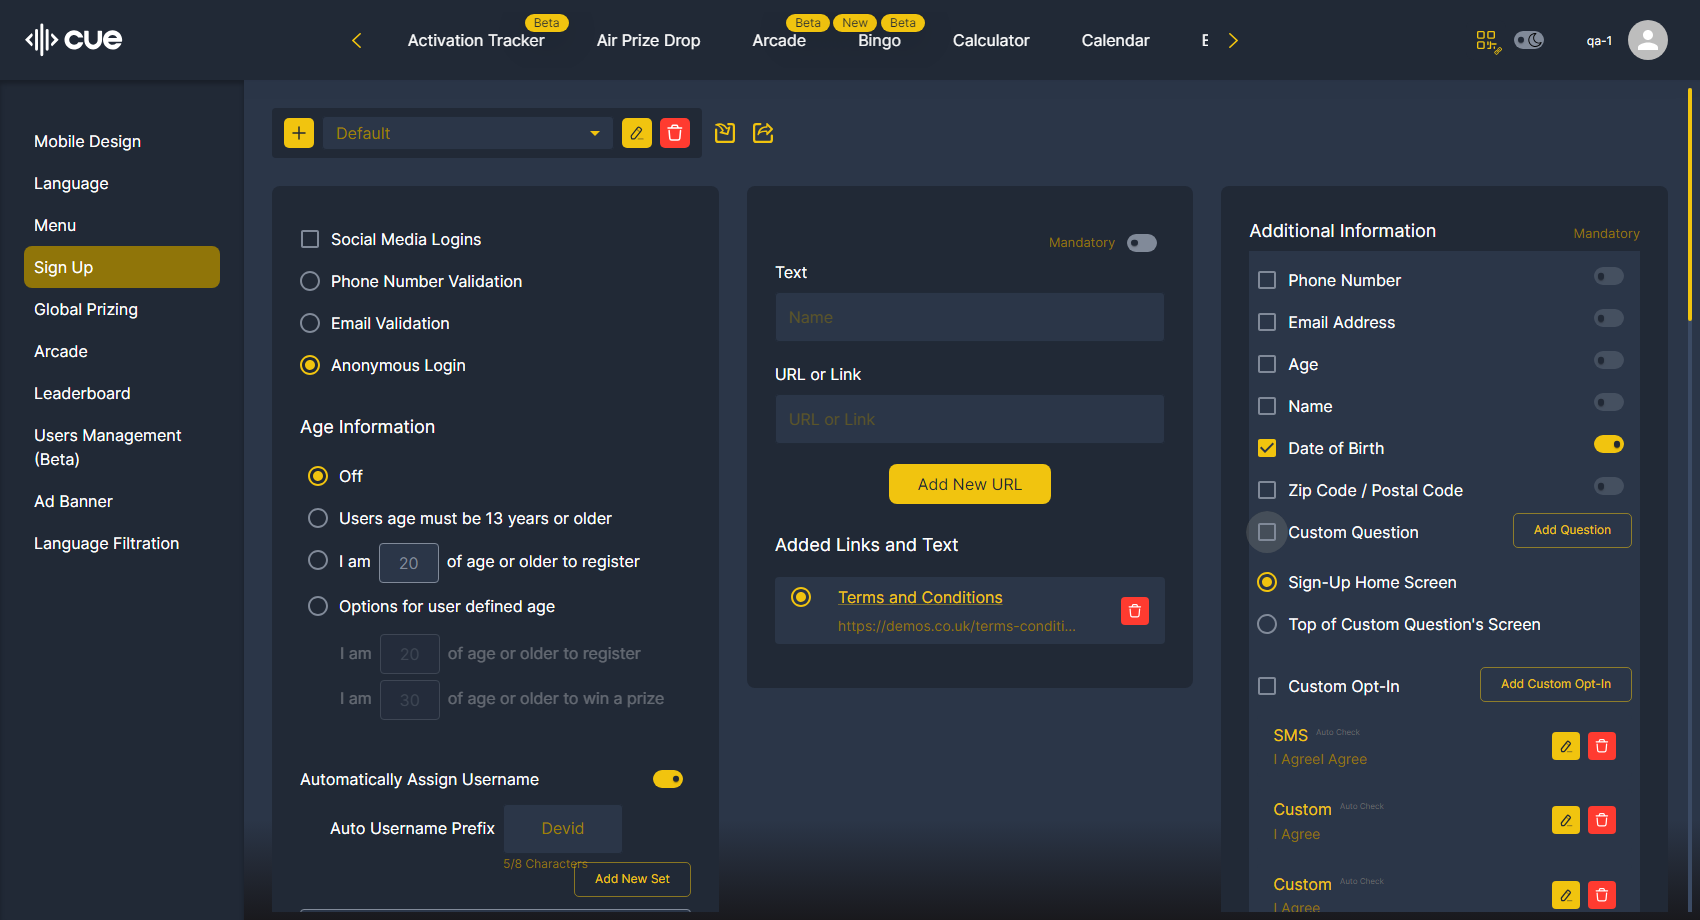 cue
Activation Tracker
Beta
Air Prize Drop
Arcade
Beta
New
Bingo
Beta
Calculator
Calendar
qa-1
Mobile Design
Language
Menu
Sign Up
Global Prizing
Arcade
Leaderboard
Users Management
(Beta)
Ad Banner
Language Filtration
Default
Social Media Logins
Phone Number Validation
Email Validation
Anonymous Login
Age Information
Off
Users age must be 13 years or older
I am 20 of age or older to register
Options for user defined age
I am 20 of age or older to register
I am 30 of age or older to win a prize
Automatically Assign Username
Auto Username Prefix Devid
5/8 Characters
Add New Set
Mandatory
Text
Name
URL or Link
URL or Link
Add New URL
Added Links and Text
Terms and Conditions
https://demos.co.uk/terms-conditi...
Additional Information
Mandatory
Phone Number
Email Address
Age
Name
Date of Birth
Zip Code / Postal Code
Custom Question
Add Question
Sign-Up Home Screen
Top of Custom Question's Screen
Custom Opt-In
Add Custom Opt-In
SMS Auto Check
I AgreeI Agree
Custom Auto Check
I Agree
Custom Auto Check
I Agree